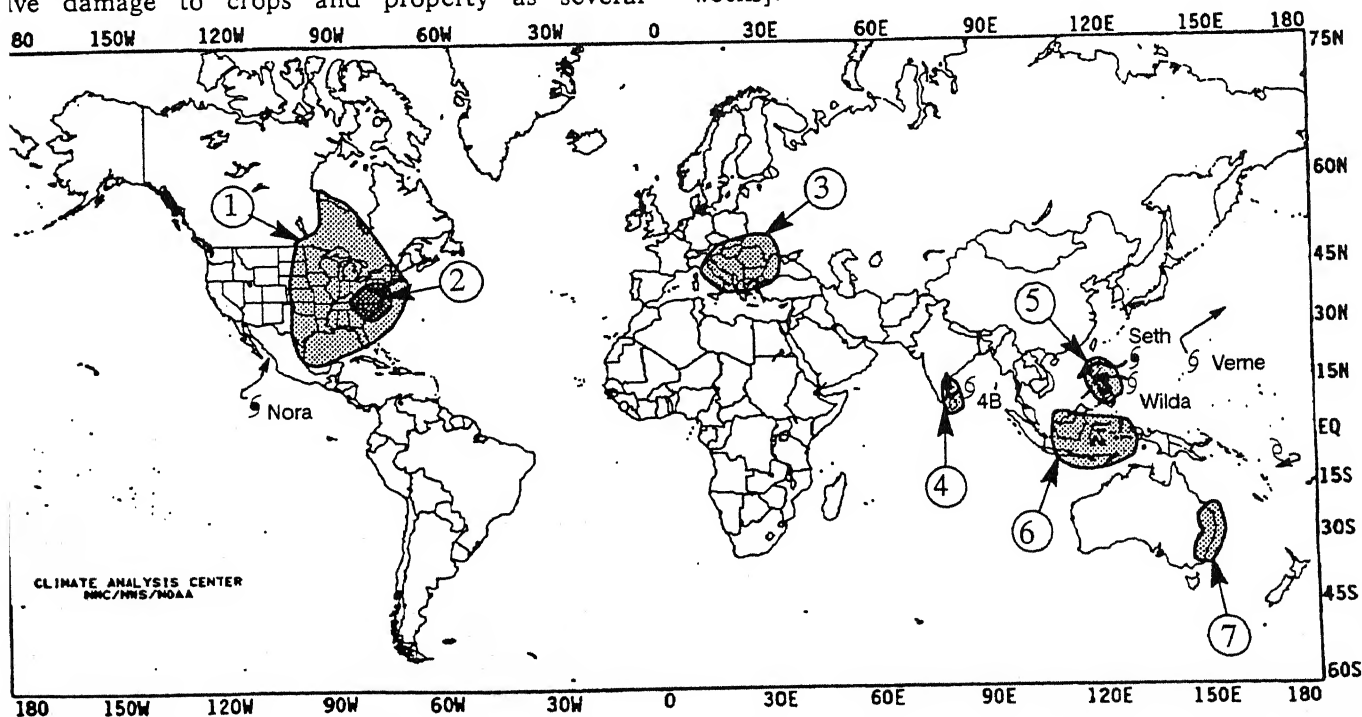 ive damage to crops and property as several weeks).
80 150W 120W 90W 60W 0 30E 60E 90E 120E 150E 180
75N
60N
3
1
45N
2
5
30N
Seth
Verne
15N
Nora
4B
Wilda
EQ
4
15S
6
30S
CLIMATE ANALYSIS CENTER
NMC/NWS/NOAA
45S
7
60S
180 150W 120W 90W 60W 30W 0 30E 60E 90E 120E 150E 180